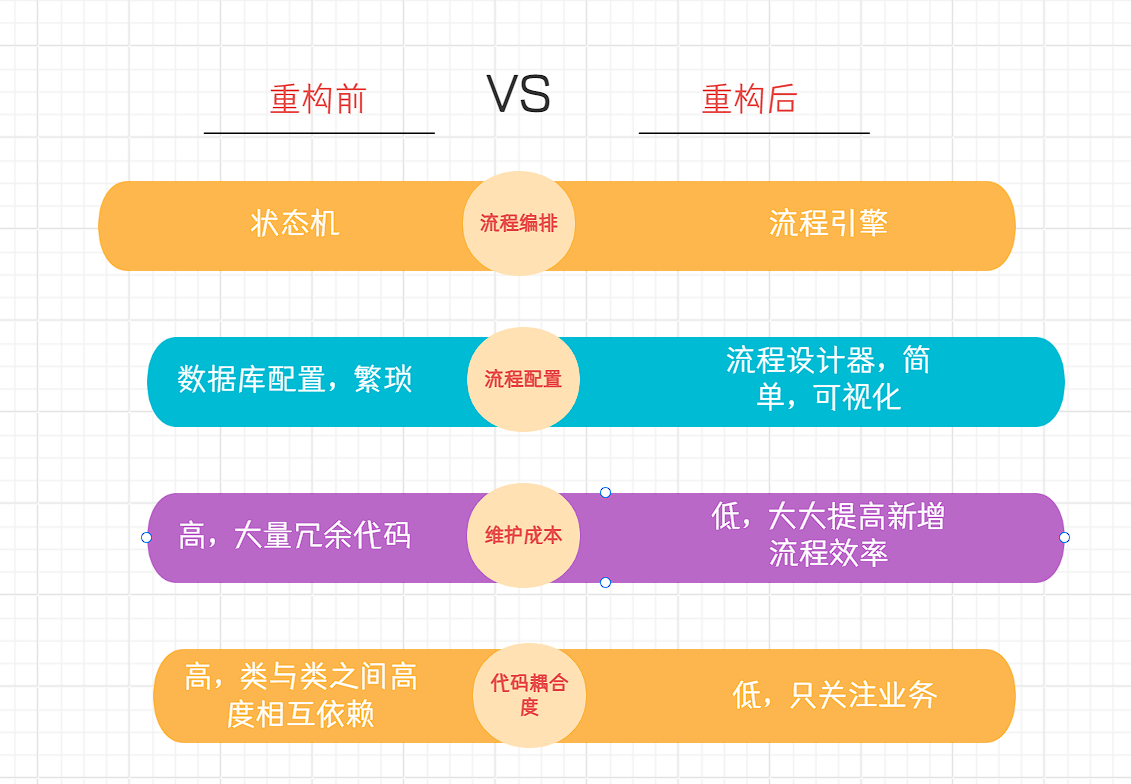 重构前
VS
重构后
状态机
流程编排
流程引擎
数据库配置，繁琐
流程配置
流程设计器，简
单，可视化
高，大量冗余代码
维护成本
低，大大提高新增
流程效率
高，类与类之间高
度相互依赖
代码耦合
度
低，只关注业务